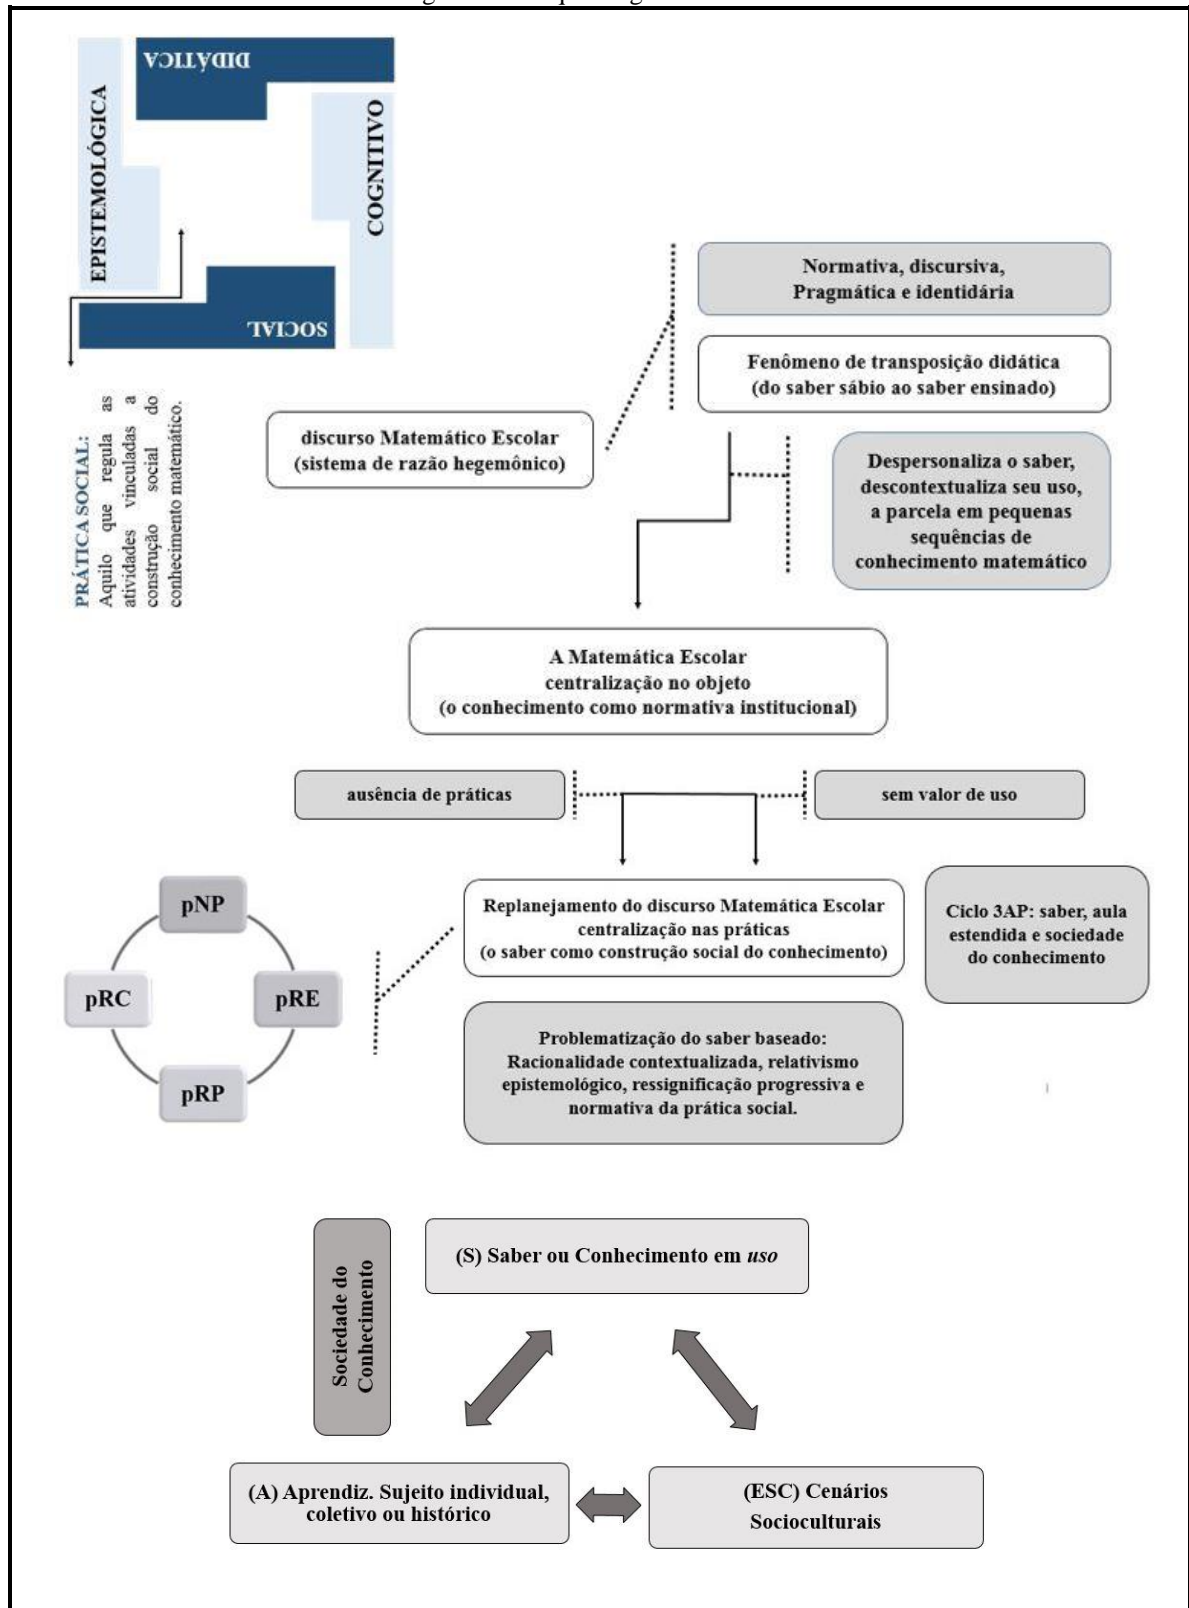 DIDÁTICA
EPISTEMOLÓGICA
COGNITIVO
SOCIAL
PRÁTICA SOCIAL:
Aquilo que regula as
atividades vinculadas a
construção social do
conhecimento matemático.
Normativa, discursiva,
Pragmática e identidária
Fenômeno de transposição didática
(do saber sábio ao saber ensinado)
discurso Matemático Escolar
(sistema de razão hegemônico)
Despersonaliza o saber,
descontextualiza seu uso,
a parcela em pequenas
sequências de
conhecimento matemático
A Matemática Escolar
centralização no objeto
(o conhecimento como normativa institucional)
ausência de práticas
sem valor de uso
Replanejamento do discurso Matemática Escolar
centralização nas práticas
(o saber como construção social do conhecimento)
Ciclo 3AP: saber, aula
estendida e sociedade
do conhecimento
pNP
pRC
pRE
pRP
Problematização do saber baseado:
Racionalidade contextualizada, relativismo
epistemológico, ressignificação progressiva e
normativa da prática social.
Sociedade do
Conhecimento
(S) Saber ou Conhecimento em uso
(A) Aprendiz. Sujeito individual,
coletivo ou histórico
(ESC) Cenários
Socioculturais